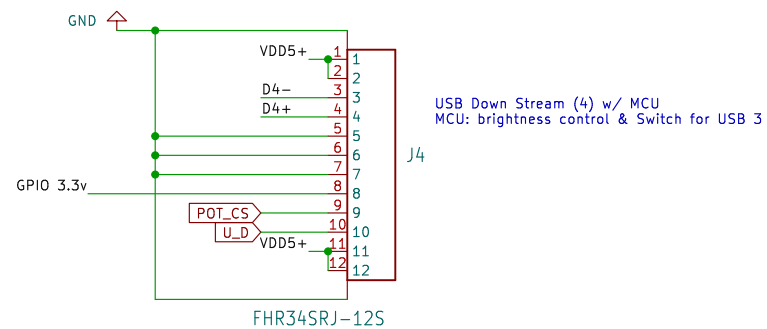 GND
VDD5+
1 1
2 2
D4- 3 3
D4+ 4 4
5 5
6 6
7 7
GPIO 3.3v 8 8
POT_CS 9 9
U_D 10 10
VDD5+ 11 11
12 12
J4
USB Down Stream (4) w/ MCU
MCU: brightness control & Switch for USB 3
FHR34SRJ-12S